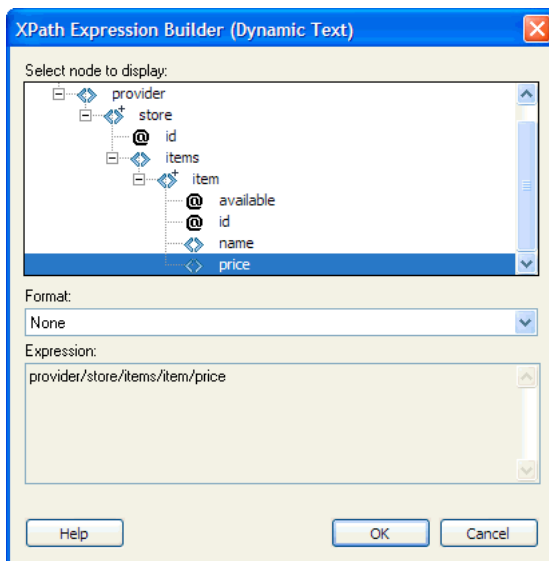 XPath Expression Builder (Dynamic Text)
Select node to display:
provider
store
@ id
items
item
@ available
@ id
name
price
Format:
None
Expression:
provider/store/items/item/price
Help OK Cancel